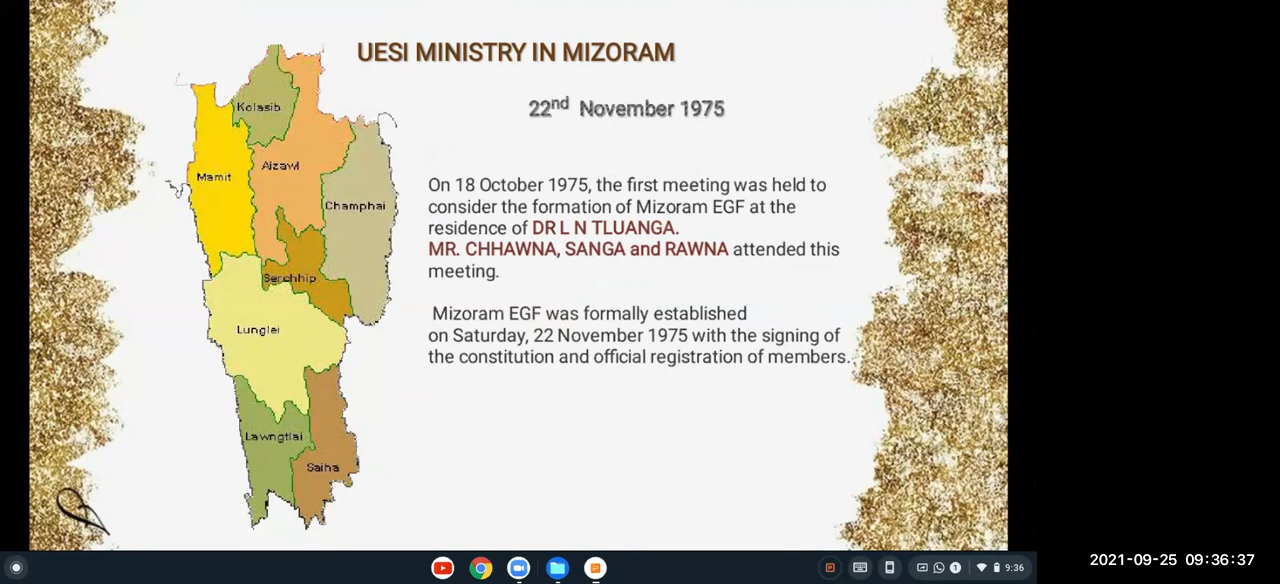 UESI MINISTRY IN MIZORAM
22nd November 1975
Kolasib
Aizawl
Mamit
Champhai
Serchhip
Lunglei
Lawngtlai
Saiha
On 18 October 1975, the first meeting was held to
consider the formation of Mizoram EGF at the
residence of DR L N TLUANGA.
MR. CHHAWNA, SANGA and RAWNA attended this
meeting.
Mizoram EGF was formally established
on Saturday, 22 November 1975 with the signing of
the constitution and official registration of members.
1
9:36
2021-09-25 09:36:37